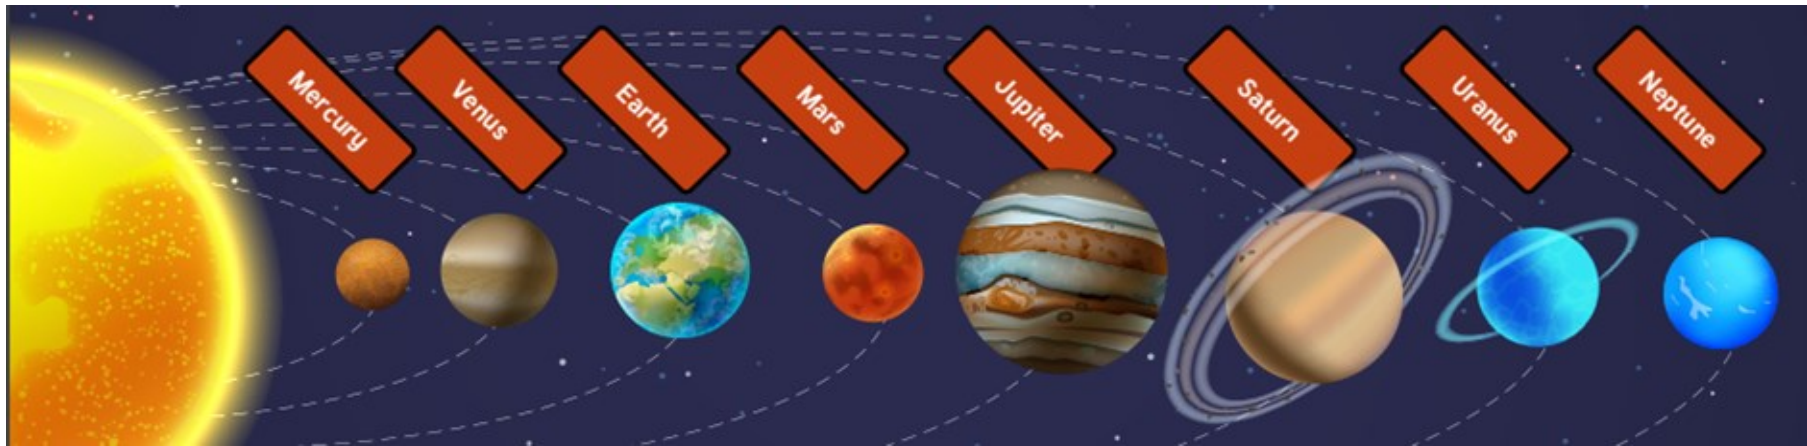 Mercury
Venus
Earth
Mars
Jupiter
Saturn
Uranus
Neptune